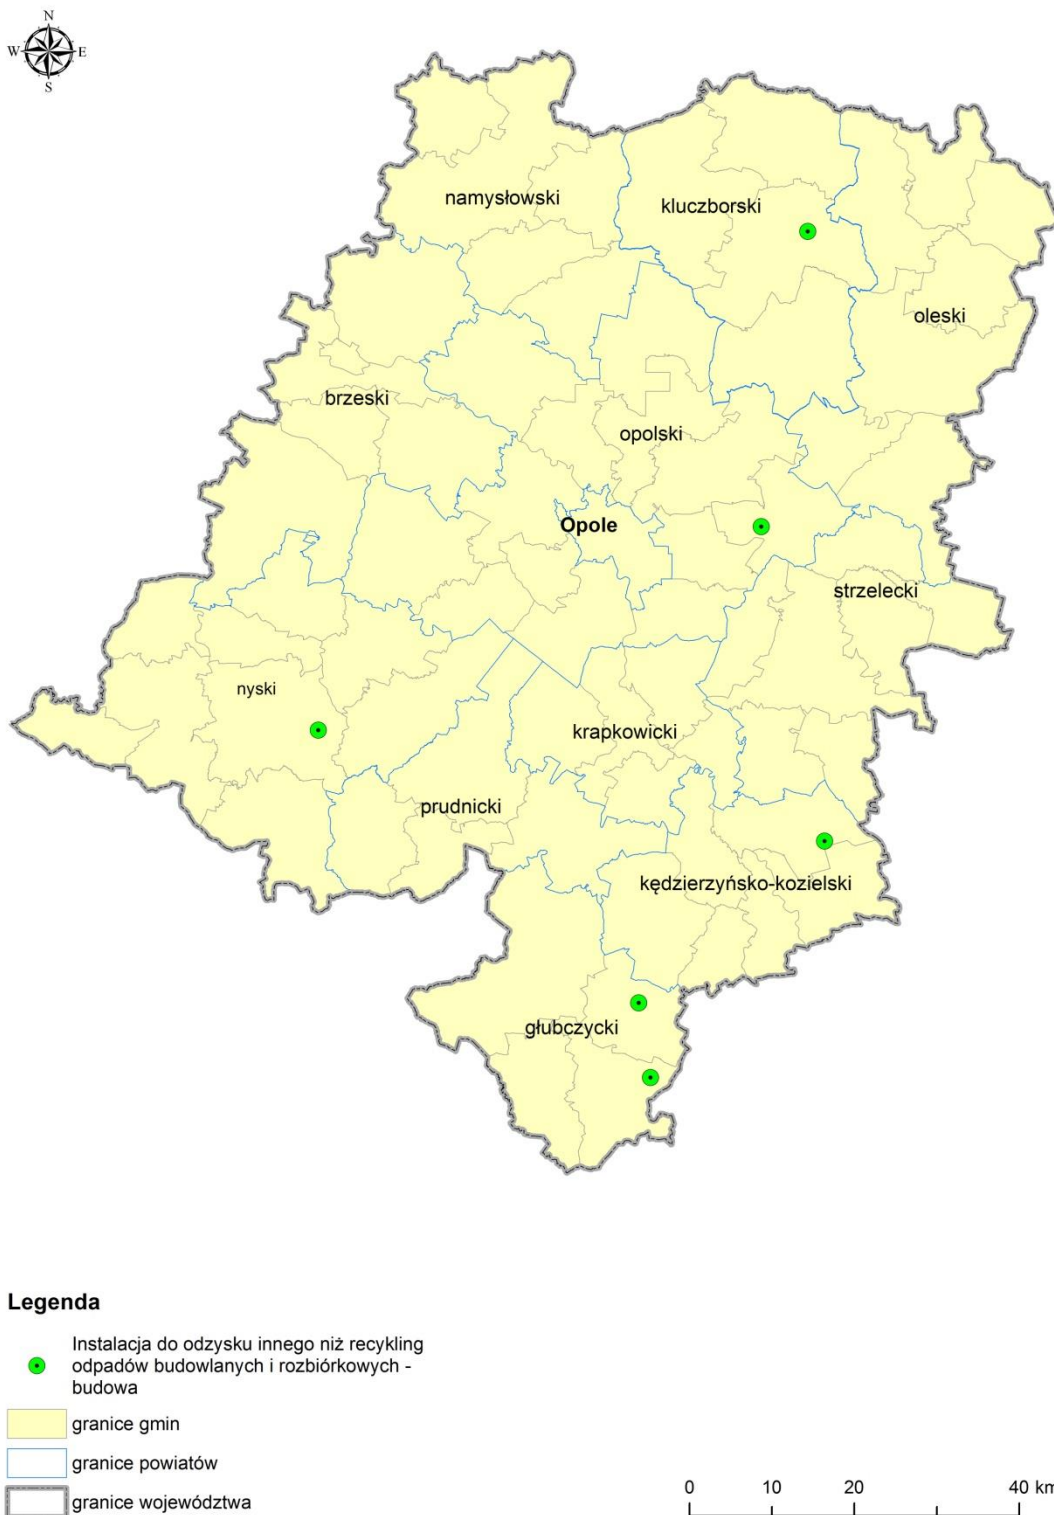 N
W E
S
namysłowski
kluczborski
oleski
brzeski
opolski
Opole
strzelecki
nyski
krapkowicki
prudnicki
kędzierzyńsko-kozielski
głubczycki
Legenda
Instalacja do odzysku innego niż recykling
odpadów budowlanych i rozbiórkowych -
budowa
granice gmin
granice powiatów
granice województwa
0 10 20 40 km